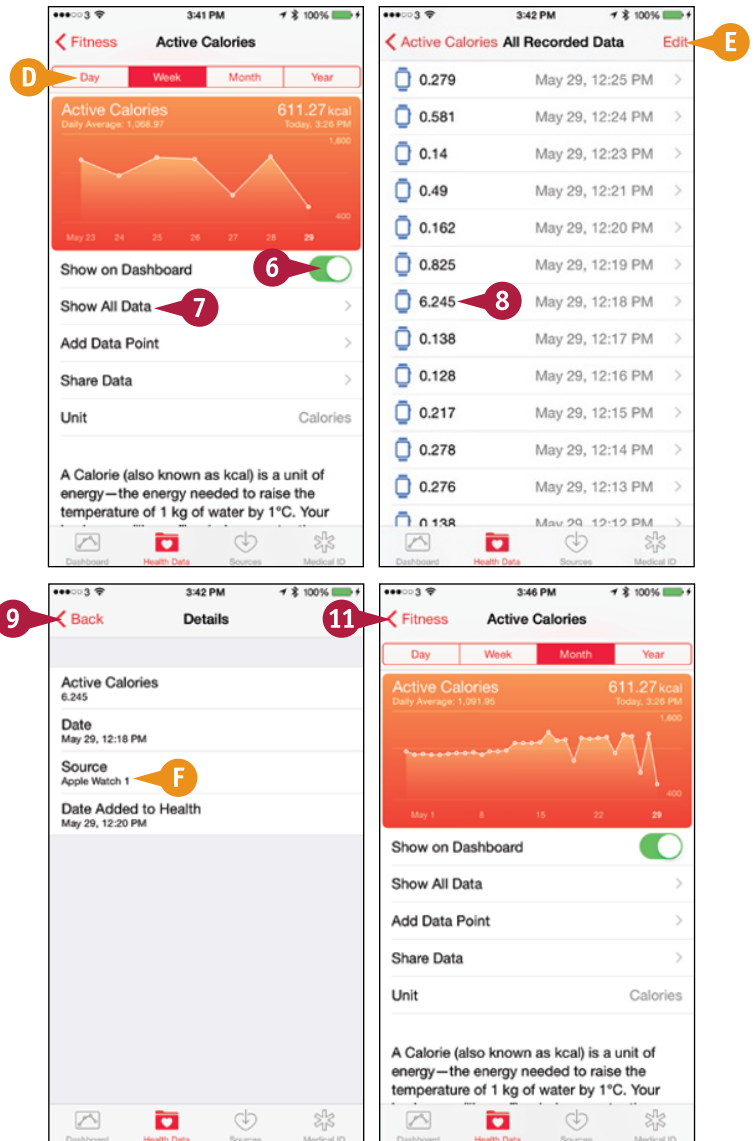 3 3:41 PM 100%
Fitness Active Calories
D
Day Week Month Year
Active Calories 611.27 kcal
Daily Average: 1,068.97 Today, 3:26 PM
1,600
400
May 23 24 25 26 27 28 29
Show on Dashboard 6
Show All Data 7
Add Data Point
Share Data
Unit Calories
A Calorie (also known as kcal) is a unit of
energy—the energy needed to raise the
temperature of 1 kg of water by 1°C. Your
Dashboard Health Data Sources Medical ID
3 3:42 PM 100%
Active Calories All Recorded Data Edit E
0.279 May 29, 12:25 PM
0.581 May 29, 12:24 PM
0.14 May 29, 12:23 PM
0.49 May 29, 12:21 PM
0.162 May 29, 12:20 PM
0.825 May 29, 12:19 PM
6.245 8 May 29, 12:18 PM
0.138 May 29, 12:17 PM
0.128 May 29, 12:16 PM
0.217 May 29, 12:15 PM
0.278 May 29, 12:14 PM
0.276 May 29, 12:13 PM
0.138 May 29, 12:12 PM
Dashboard Health Data Sources Medical ID
3 3:42 PM 100%
9 Back Details
Active Calories
6.245
Date
May 29, 12:18 PM
Source
Apple Watch 1 F
Date Added to Health
May 29, 12:20 PM
Dashboard Health Data Sources Medical ID
3 3:46 PM 100%
11 Fitness Active Calories
Day Week Month Year
Active Calories 611.27 kcal
Daily Average: 1,091.95 Today, 3:26 PM
1,600
400
May 1 8 15 22 29
Show on Dashboard
Show All Data
Add Data Point
Share Data
Unit Calories
A Calorie (also known as kcal) is a unit of
energy—the energy needed to raise the
temperature of 1 kg of water by 1°C. Your
Dashboard Health Data Sources Medical ID